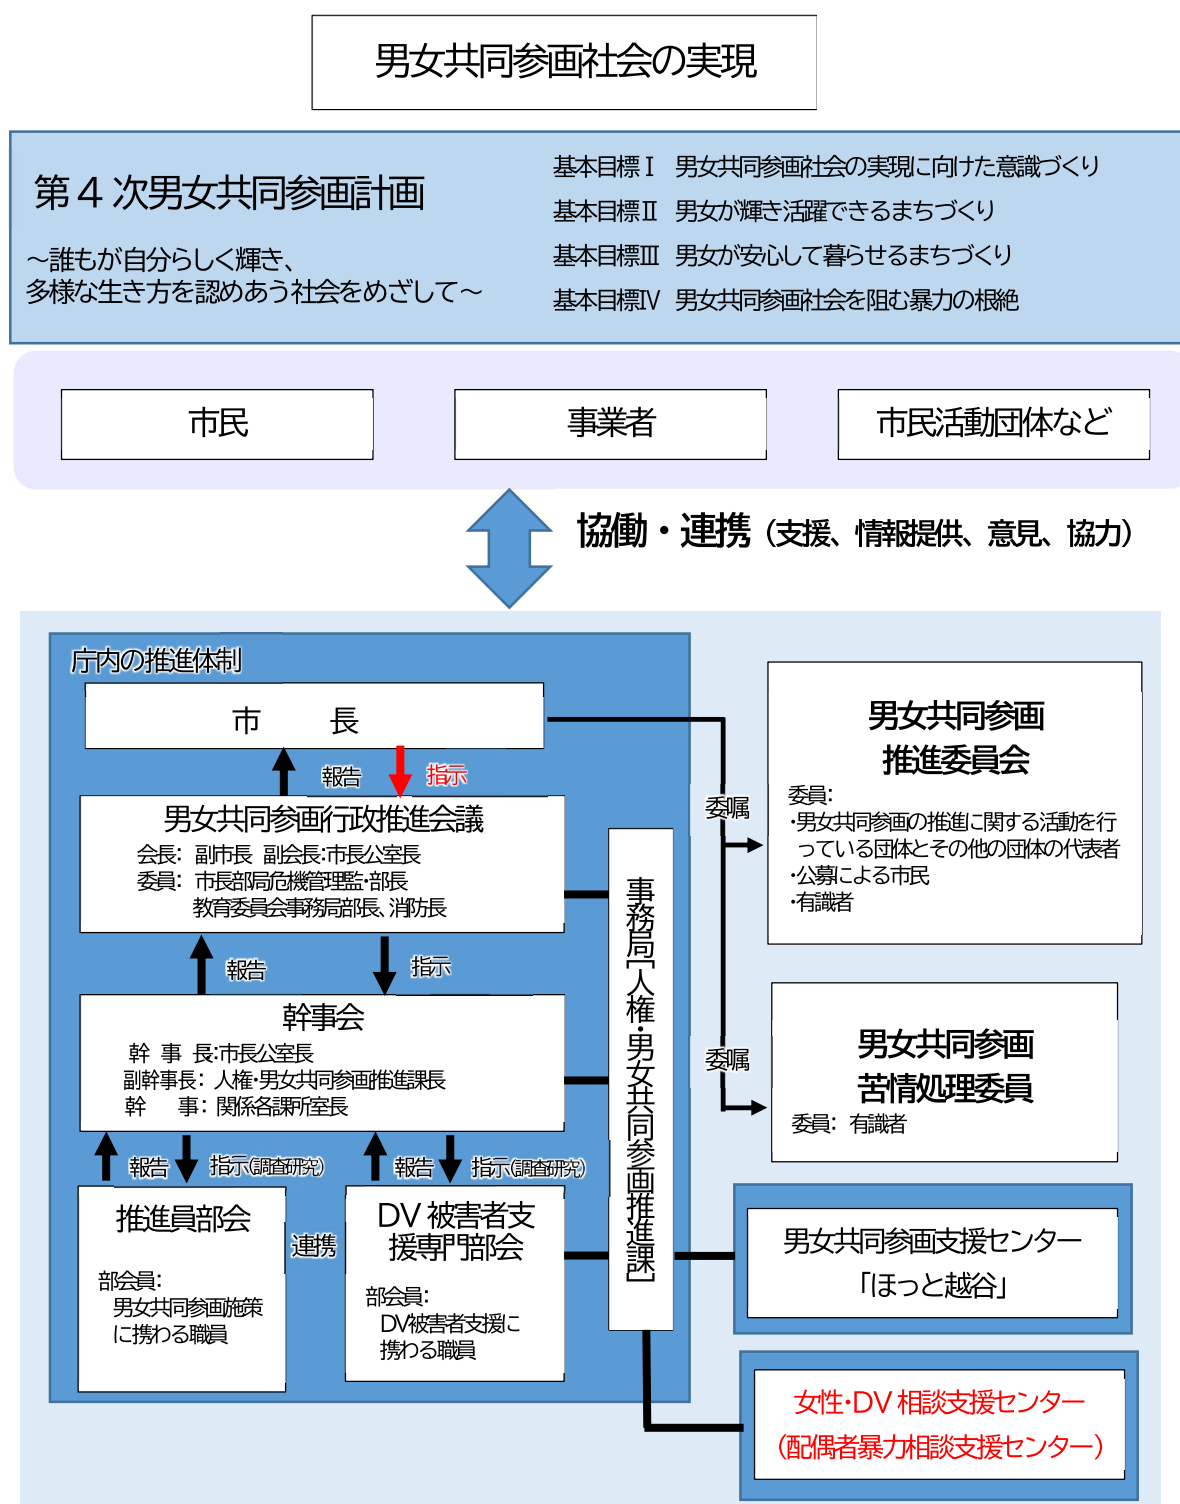 男女共同参画社会の実現
第4次男女共同参画計画
～誰もが自分らしく輝き、
多様な生き方を認めあう社会をめざして～
基本目標Ⅰ 男女共同参画社会の実現に向けた意識づくり
基本目標Ⅱ 男女が輝き活躍できるまちづくり
基本目標Ⅲ 男女が安心して暮らせるまちづくり
基本目標Ⅳ 男女共同参画社会を阻む暴力の根絶
市民
事業者
市民活動団体など
協働・連携（支援、情報提供、意見、協力）
庁内の推進体制
市 長
報告
指示
男女共同参画行政推進会議
会長： 副市長 副会長：市長公室長
委員： 市長部局危機管理監・部長
教育委員会事務局部長、消防長
報告
指示
幹事会
幹 事 長：市長公室長
副幹事長： 人権・男女共同参画推進課長
幹 事： 関係各課所室長
報告
指示（調査研究）
報告
指示（調査研究）
推進員部会
部会員：
男女共同参画施策
に携わる職員
連携
DV被害者支
援専門部会
部会員：
DV被害者支援に
携わる職員
事務局［人権・男女共同参画推進課］
委嘱
男女共同参画
推進委員会
委員：
・男女共同参画の推進に関する活動を行
っている団体とその他の団体の代表者
・公募による市民
・有識者
委嘱
男女共同参画
苦情処理委員
委員： 有識者
男女共同参画支援センター
「ほっと越谷」
女性・DV相談支援センター
（配偶者暴力相談支援センター）